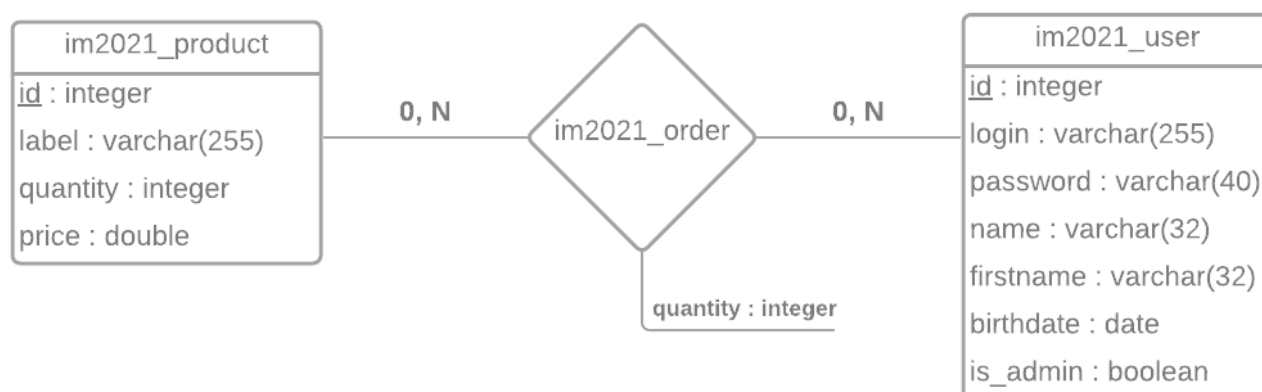 im2021_product
id : integer
label : varchar(255)
quantity : integer
price : double
0, N
im2021_order
quantity : integer
0, N
im2021_user
id : integer
login : varchar(255)
password : varchar(40)
name : varchar(32)
firstname : varchar(32)
birthdate : date
is_admin : boolean